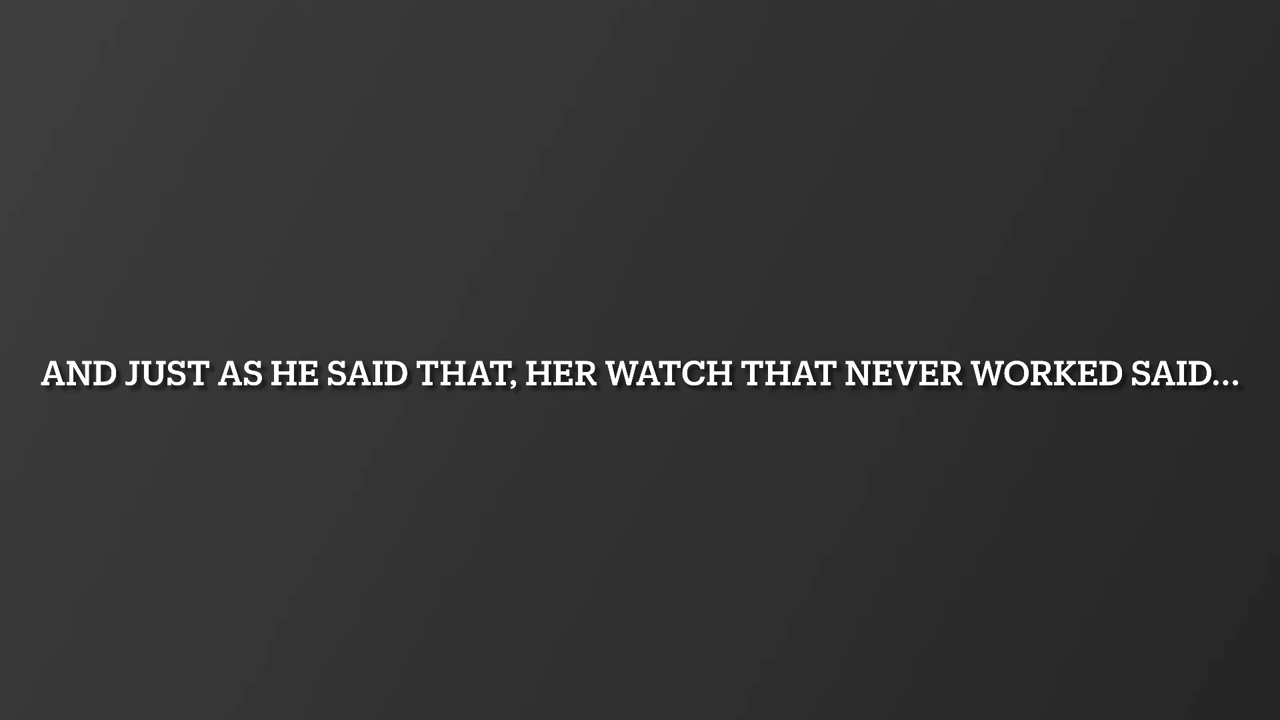 AND JUST AS HE SAID THAT, HER WATCH THAT NEVER WORKED SAID...